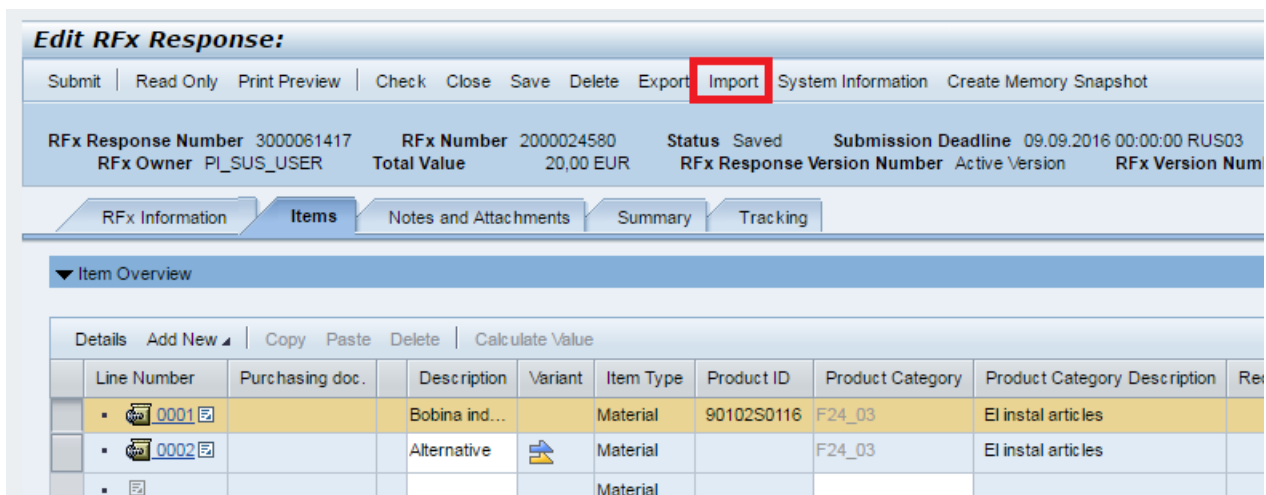 Edit RFx Response:
Submit Read Only Print Preview Check Close Save Delete Export Import System Information Create Memory Snapshot
RFx Response Number 3000061417 RFx Number 2000024580 Status Saved Submission Deadline 09.09.2016 00:00:00 RUS03
RFx Owner PI_SUS_USER Total Value 20,00 EUR RFx Response Version Number Active Version RFx Version Num
RFx Information Items Notes and Attachments Summary Tracking
Item Overview
Details Add New Copy Paste Delete Calculate Value
Line Number Purchasing doc. Description Variant Item Type Product ID Product Category Product Category Description Rec
0001 Bobina ind... Material 90102S0116 F24_03 El instal articles
0002 Alternative Material F24_03 El instal articles
Material